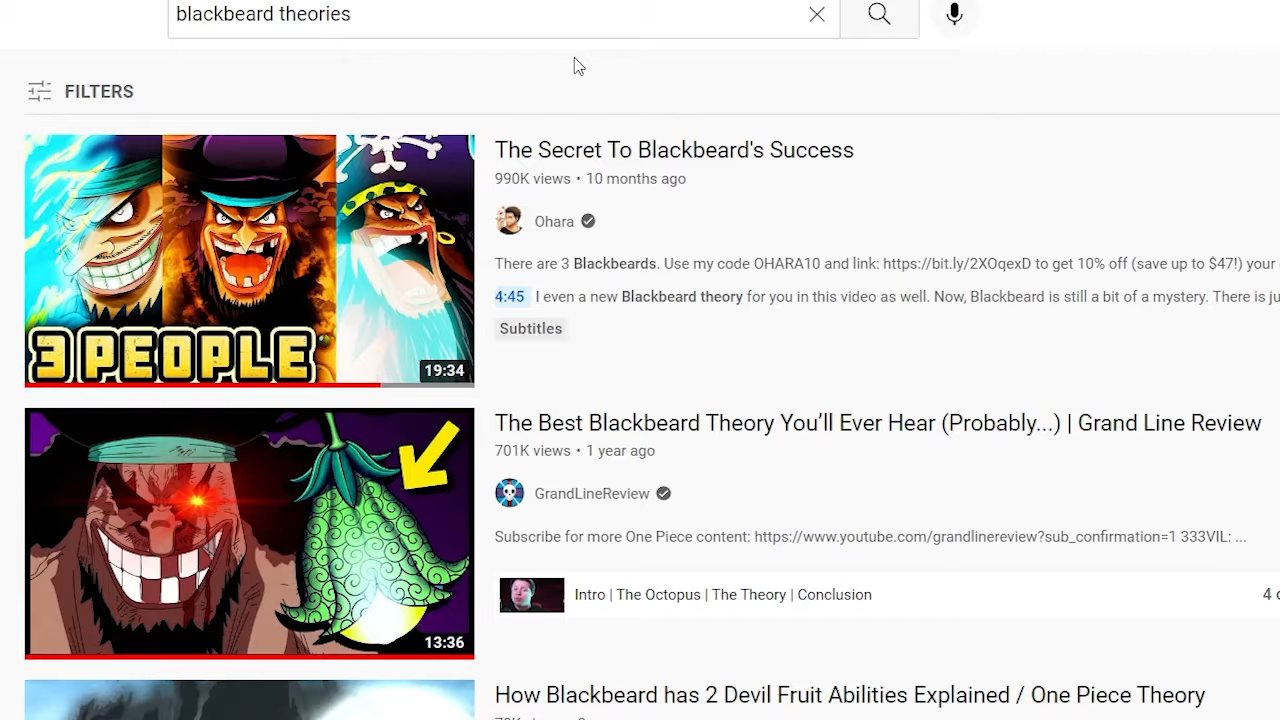 blackbeard theories
FILTERS
3 PEOPLE
19:34
The Secret To Blackbeard's Success
990K views • 10 months ago
Ohara
There are 3 Blackbeards. Use my code OHARA10 and link: https://bit.ly/2XOqexD to get 10% off (save up to $47!) your
4:45 I even a new Blackbeard theory for you in this video as well. Now, Blackbeard is still a bit of a mystery. There is ju
Subtitles
13:36
The Best Blackbeard Theory You’ll Ever Hear (Probably...) | Grand Line Review
701K views • 1 year ago
GrandLineReview
Subscribe for more One Piece content: https://www.youtube.com/grandlinereview?sub_confirmation=1 333VIL: ...
Intro | The Octopus | The Theory | Conclusion
4
How Blackbeard has 2 Devil Fruit Abilities Explained / One Piece Theory